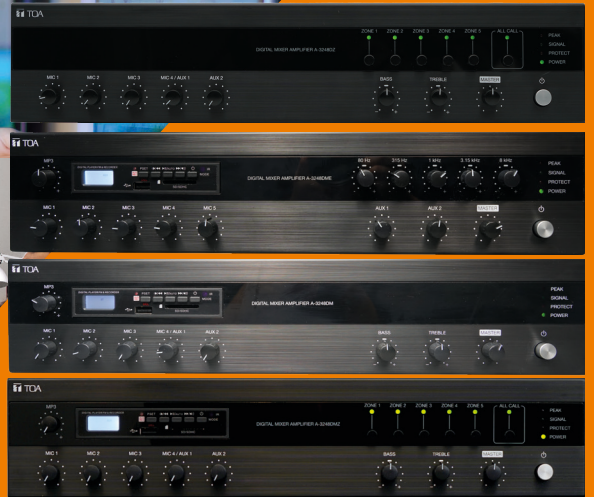 TOA
ZONE 1 ZONE 2 ZONE 3 ZONE 4 ZONE 5 ALL CALL
PEAK
SIGNAL
PROTECT
POWER
DIGITAL MIXER AMPLIFIER A-3248DZ
MIC 1 MIC 2 MIC 3 MIC 4 / AUX 1 AUX 2 BASS TREBLE MASTER
TOA
MP3
DIGITAL PLAYER/RECORDER
80 Hz 315 Hz 1 kHz 3.15 kHz 8 kHz
PEAK
SIGNAL
PROTECT
POWER
DIGITAL MIXER AMPLIFIER A-3248DME
MIC 1 MIC 2 MIC 3 MIC 4 MIC 5 AUX 1 AUX 2 MASTER
TOA
MP3
PEAK
SIGNAL
PROTECT
POWER
DIGITAL MIXER AMPLIFIER A-3248DM
MIC 1 MIC 2 MIC 3 MIC 4 / AUX 1 AUX 2 BASS TREBLE MASTER
TOA
MP3
ZONE 1 ZONE 2 ZONE 3 ZONE 4 ZONE 5 ALL CALL
PEAK
SIGNAL
PROTECT
POWER
DIGITAL MIXER AMPLIFIER A-3248DMZ
MIC 1 MIC 2 MIC 3 MIC 4 / AUX 1 AUX 2 BASS TREBLE MASTER